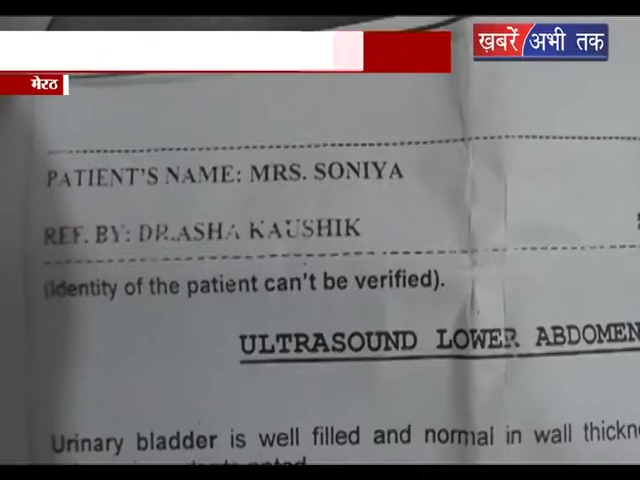 ख़बरें अभी तक
मेरठ
PATIENT'S NAME: MRS. SONIYA
REF. BY: DR.ASHA KAUSHIK
(Identity of the patient can't be verified).
ULTRASOUND LOWER ABDOMEN
Urinary bladder is well filled and normal in wall